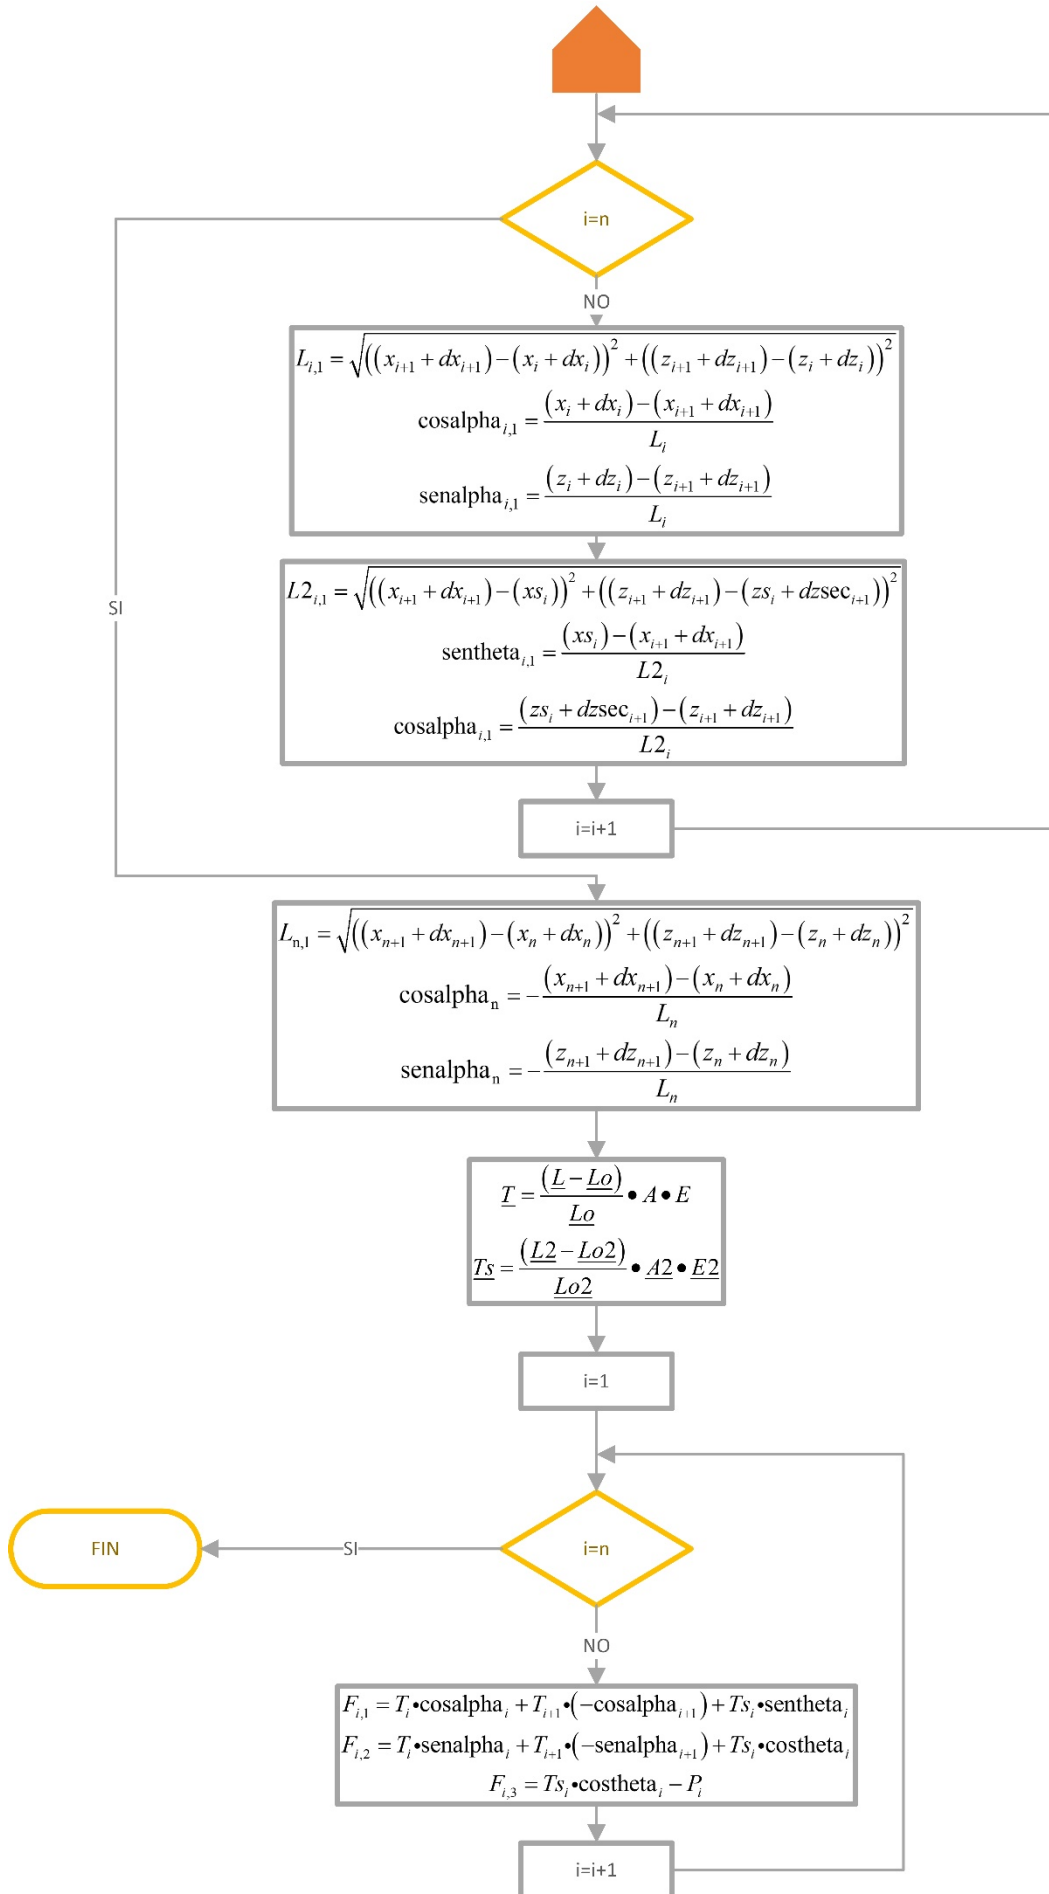 i=n
NO
L_{i,1} = √(((x_{i+1} + dx_{i+1}) − (x_i + dx_i))² + ((z_{i+1} + dz_{i+1}) − (z_i + dz_i))²)
cosalpha_{i,1} = ((x_i + dx_i) − (x_{i+1} + dx_{i+1})) / L_i
senalpha_{i,1} = ((z_i + dz_i) − (z_{i+1} + dz_{i+1})) / L_i
L2_{i,1} = √(((x_{i+1} + dx_{i+1}) − (xs_i))² + ((z_{i+1} + dz_{i+1}) − (zs_i + dzsec_{i+1}))²)
SI
sentheta_{i,1} = ((xs_i) − (x_{i+1} + dx_{i+1})) / L2_i
cosalpha_{i,1} = ((zs_i + dzsec_{i+1}) − (z_{i+1} + dz_{i+1})) / L2_i
i=i+1
L_{n,1} = √(((x_{n+1} + dx_{n+1}) − (x_n + dx_n))² + ((z_{n+1} + dz_{n+1}) − (z_n + dz_n))²)
cosalpha_n = −((x_{n+1} + dx_{n+1}) − (x_n + dx_n)) / L_n
senalpha_n = −((z_{n+1} + dz_{n+1}) − (z_n + dz_n)) / L_n
T = ((L − Lo) / Lo) • A • E
Ts = ((L2 − Lo2) / Lo2) • A2 • E2
i=1
FIN
SI
i=n
NO
F_{i,1} = T_i•cosalpha_i + T_{i+1}•(−cosalpha_{i+1}) + Ts_i•sentheta_i
F_{i,2} = T_i•senalpha_i + T_{i+1}•(−senalpha_{i+1}) + Ts_i•costheta_i
F_{i,3} = Ts_i•costheta_i − P_i
i=i+1